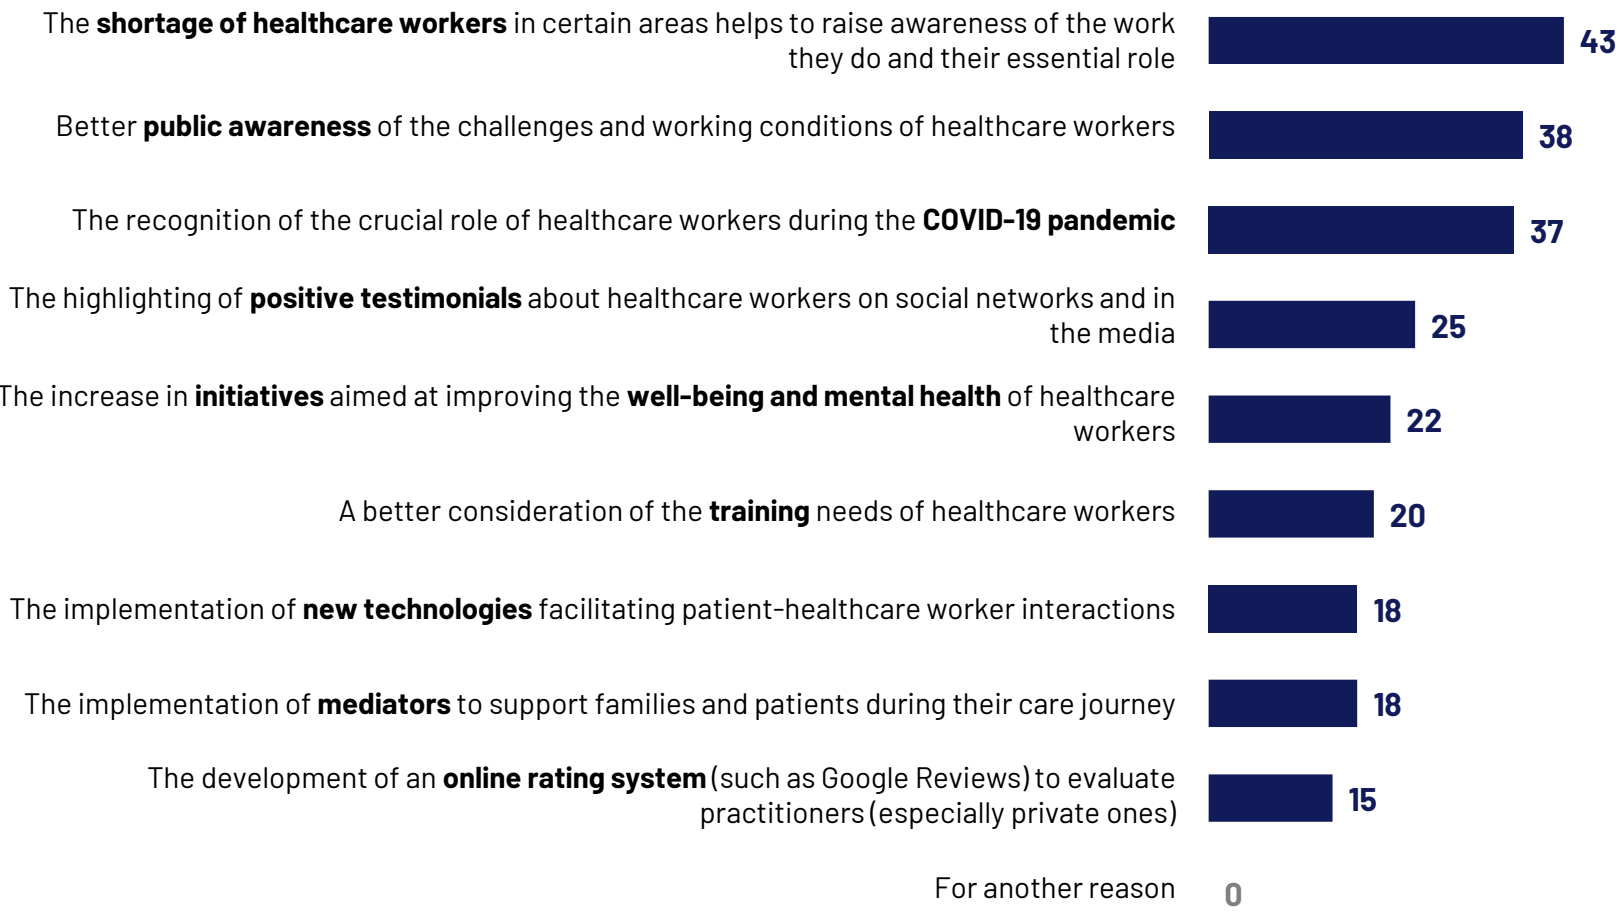 The shortage of healthcare workers in certain areas helps to raise awareness of the work
they do and their essential role
43
Better public awareness of the challenges and working conditions of healthcare workers
38
The recognition of the crucial role of healthcare workers during the COVID-19 pandemic
37
The highlighting of positive testimonials about healthcare workers on social networks and in
the media
25
The increase in initiatives aimed at improving the well-being and mental health of healthcare
workers
22
A better consideration of the training needs of healthcare workers
20
The implementation of new technologies facilitating patient-healthcare worker interactions
18
The implementation of mediators to support families and patients during their care journey
18
The development of an online rating system (such as Google Reviews) to evaluate
practitioners (especially private ones)
15
For another reason
0